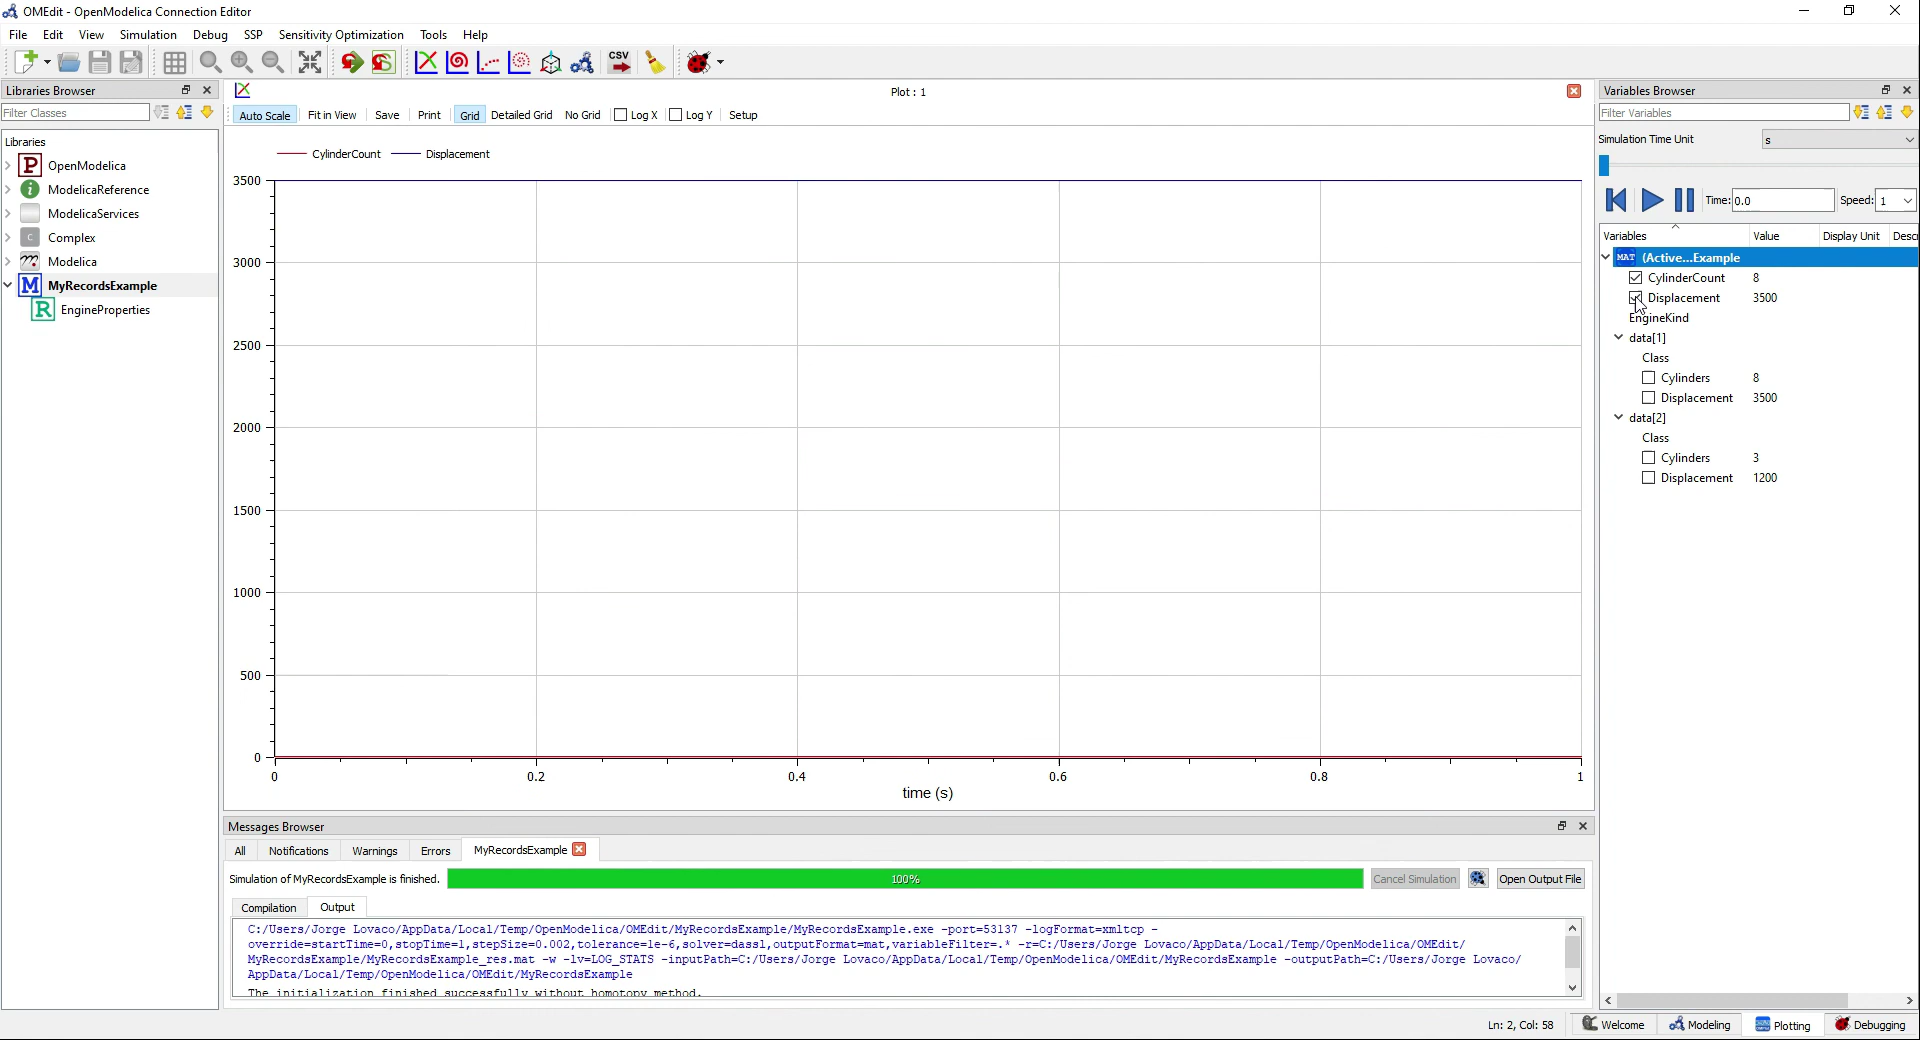 OMEdit - OpenModelica Connection Editor
File Edit View Simulation Debug SSP Sensitivity Optimization Tools Help
CSV
Libraries Browser
Filter Classes
Libraries
P OpenModelica
i ModelicaReference
ModelicaServices
C Complex
m Modelica
M MyRecordsExample
R EngineProperties
Plot : 1
Auto Scale Fit in View Save Print Grid Detailed Grid No Grid Log X Log Y Setup
CylinderCount Displacement
3500
3000
2500
2000
1500
1000
500
0
0 0.2 0.4 0.6 0.8 1
time (s)
Messages Browser
All Notifications Warnings Errors MyRecordsExample
Simulation of MyRecordsExample is finished. 100% Cancel Simulation Open Output File
Compilation Output
C:/Users/Jorge Lovaco/AppData/Local/Temp/OpenModelica/OMEdit/MyRecordsExample/MyRecordsExample.exe -port=53137 -logFormat=xmltcp -
override=startTime=0,stopTime=1,stepSize=0.002,tolerance=1e-6,solver=dassl,outputFormat=mat,variableFilter=.* -r=C:/Users/Jorge Lovaco/AppData/Local/Temp/OpenModelica/OMEdit/
MyRecordsExample/MyRecordsExample_res.mat -w -lv=LOG_STATS -inputPath=C:/Users/Jorge Lovaco/AppData/Local/Temp/OpenModelica/OMEdit/MyRecordsExample -outputPath=C:/Users/Jorge Lovaco/
AppData/Local/Temp/OpenModelica/OMEdit/MyRecordsExample
The initialization finished successfully without homotopy method.
Variables Browser
Filter Variables
Simulation Time Unit s
Time: 0.0 Speed: 1
Variables Value Display Unit Descr
MAT (Active...Example
CylinderCount 8
Displacement 3500
EngineKind
data[1]
Class
Cylinders 8
Displacement 3500
data[2]
Class
Cylinders 3
Displacement 1200
Ln: 2, Col: 58 Welcome Modeling Plotting Debugging